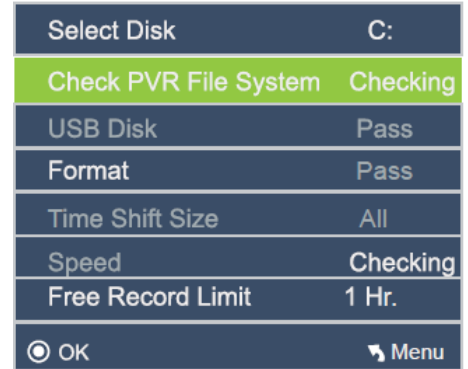 Select Disk C:
Check PVR File System Checking
USB Disk Pass
Format Pass
Time Shift Size All
Speed Checking
Free Record Limit 1 Hr.
OK Menu